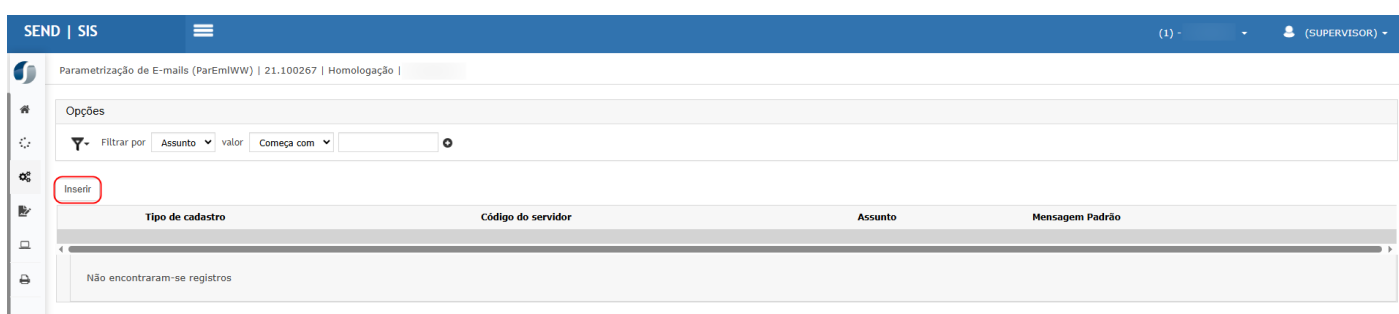 SEND | SIS (1) - (SUPERVISOR)
Parametrização de E-mails (ParEmlWW) | 21.100267 | Homologação |
Opções
Filtrar por Assunto valor Começa com
Inserir
Tipo de cadastro Código do servidor Assunto Mensagem Padrão
Não encontraram-se registros